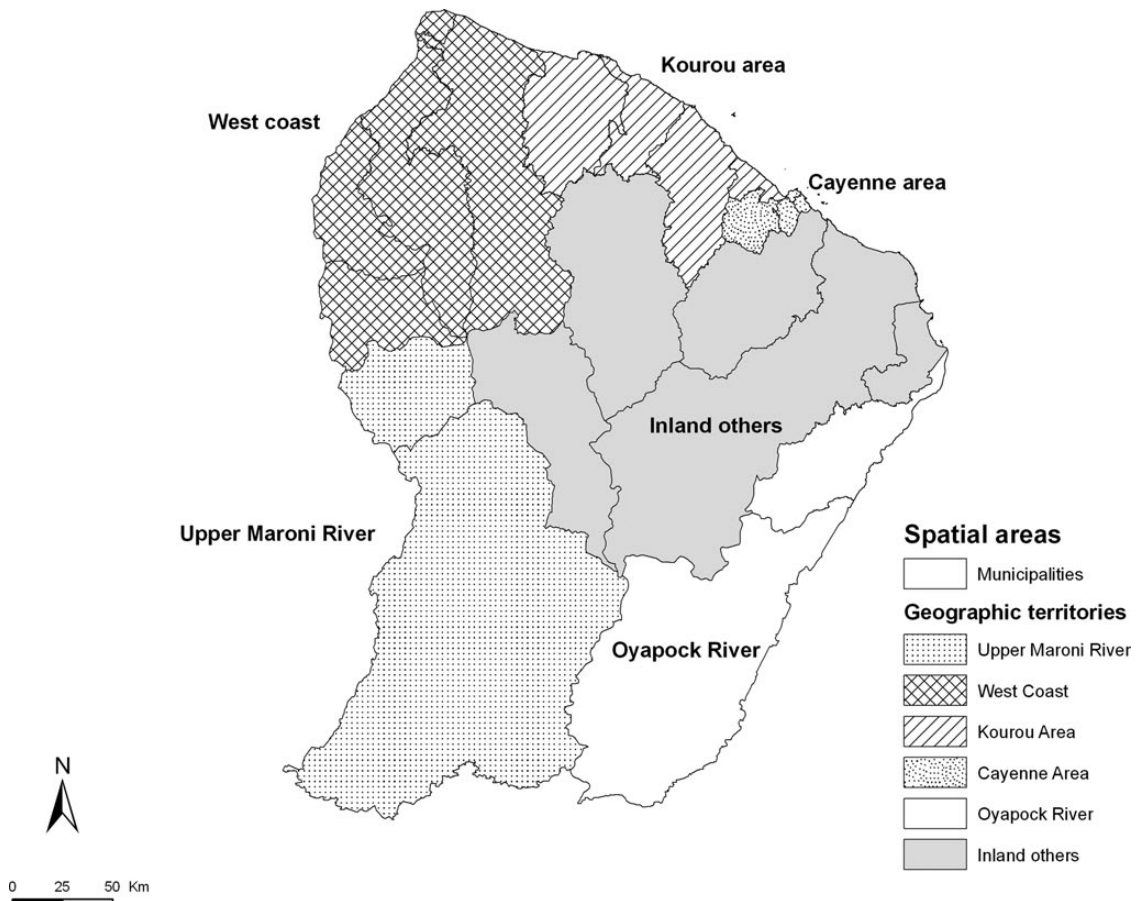 Kourou area
West coast
Cayenne area
Inland others
Upper Maroni River
Oyapock River
Spatial areas
Municipalities
Geographic territories
Upper Maroni River
West Coast
Kourou Area
Cayenne Area
Oyapock River
Inland others
N
0 25 50 Km